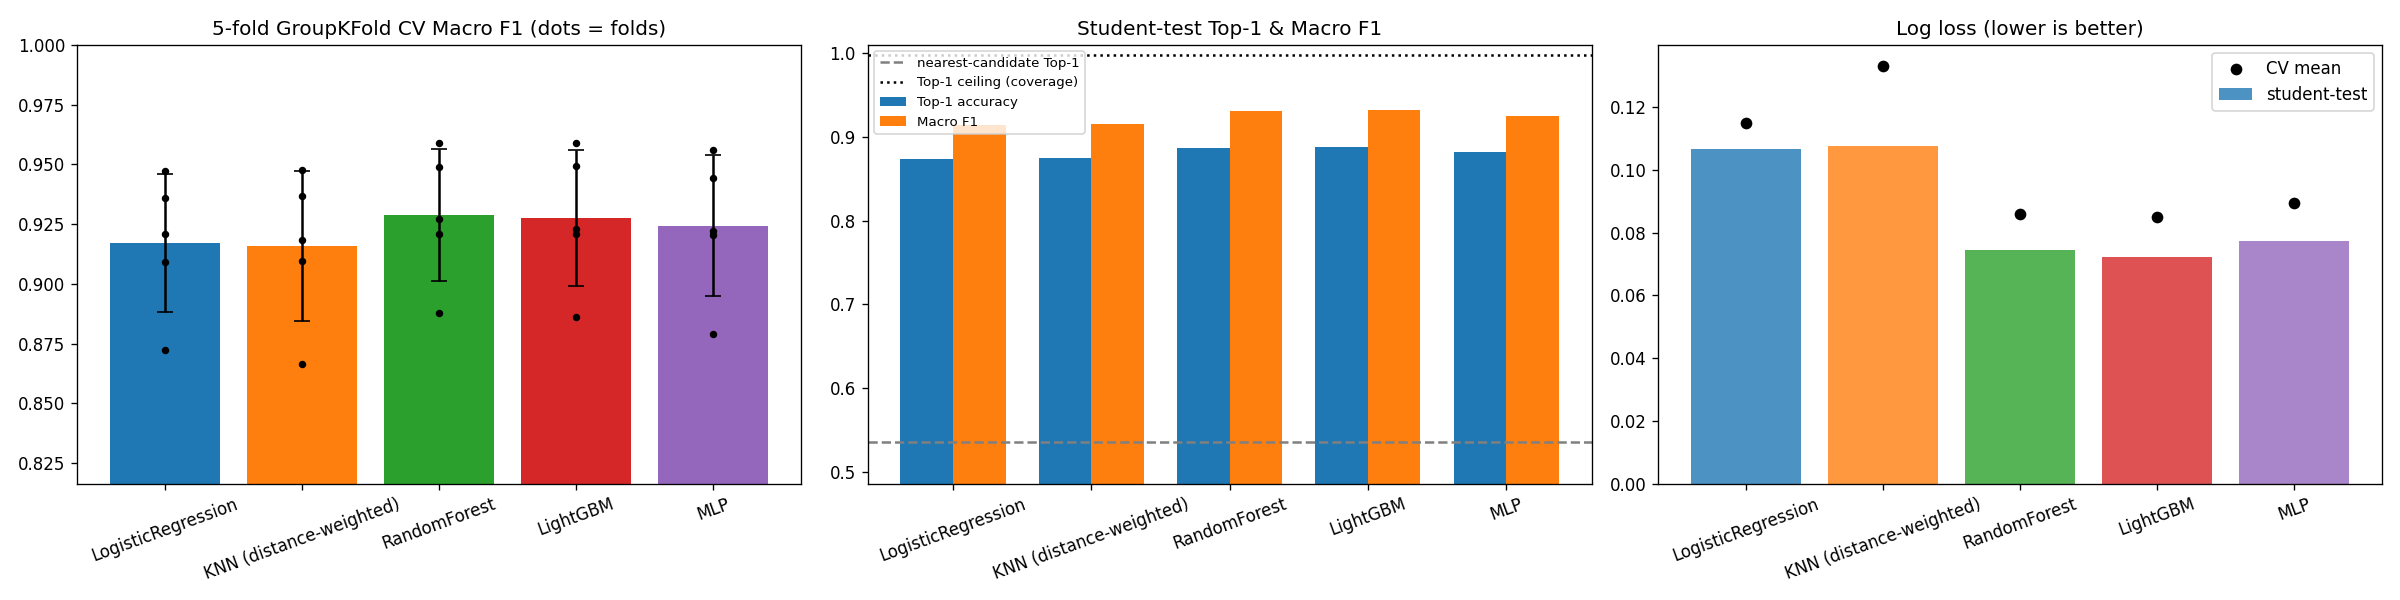 5-fold GroupKFold CV Macro F1 (dots = folds)
1.000
0.975
0.950
0.925
0.900
0.875
0.850
0.825
LogisticRegression
KNN (distance-weighted)
RandomForest
LightGBM
MLP
Student-test Top-1 & Macro F1
1.0
0.9
0.8
0.7
0.6
0.5
nearest-candidate Top-1
Top-1 ceiling (coverage)
Top-1 accuracy
Macro F1
LogisticRegression
KNN (distance-weighted)
RandomForest
LightGBM
MLP
Log loss (lower is better)
0.12
0.10
0.08
0.06
0.04
0.02
0.00
CV mean
student-test
LogisticRegression
KNN (distance-weighted)
RandomForest
LightGBM
MLP